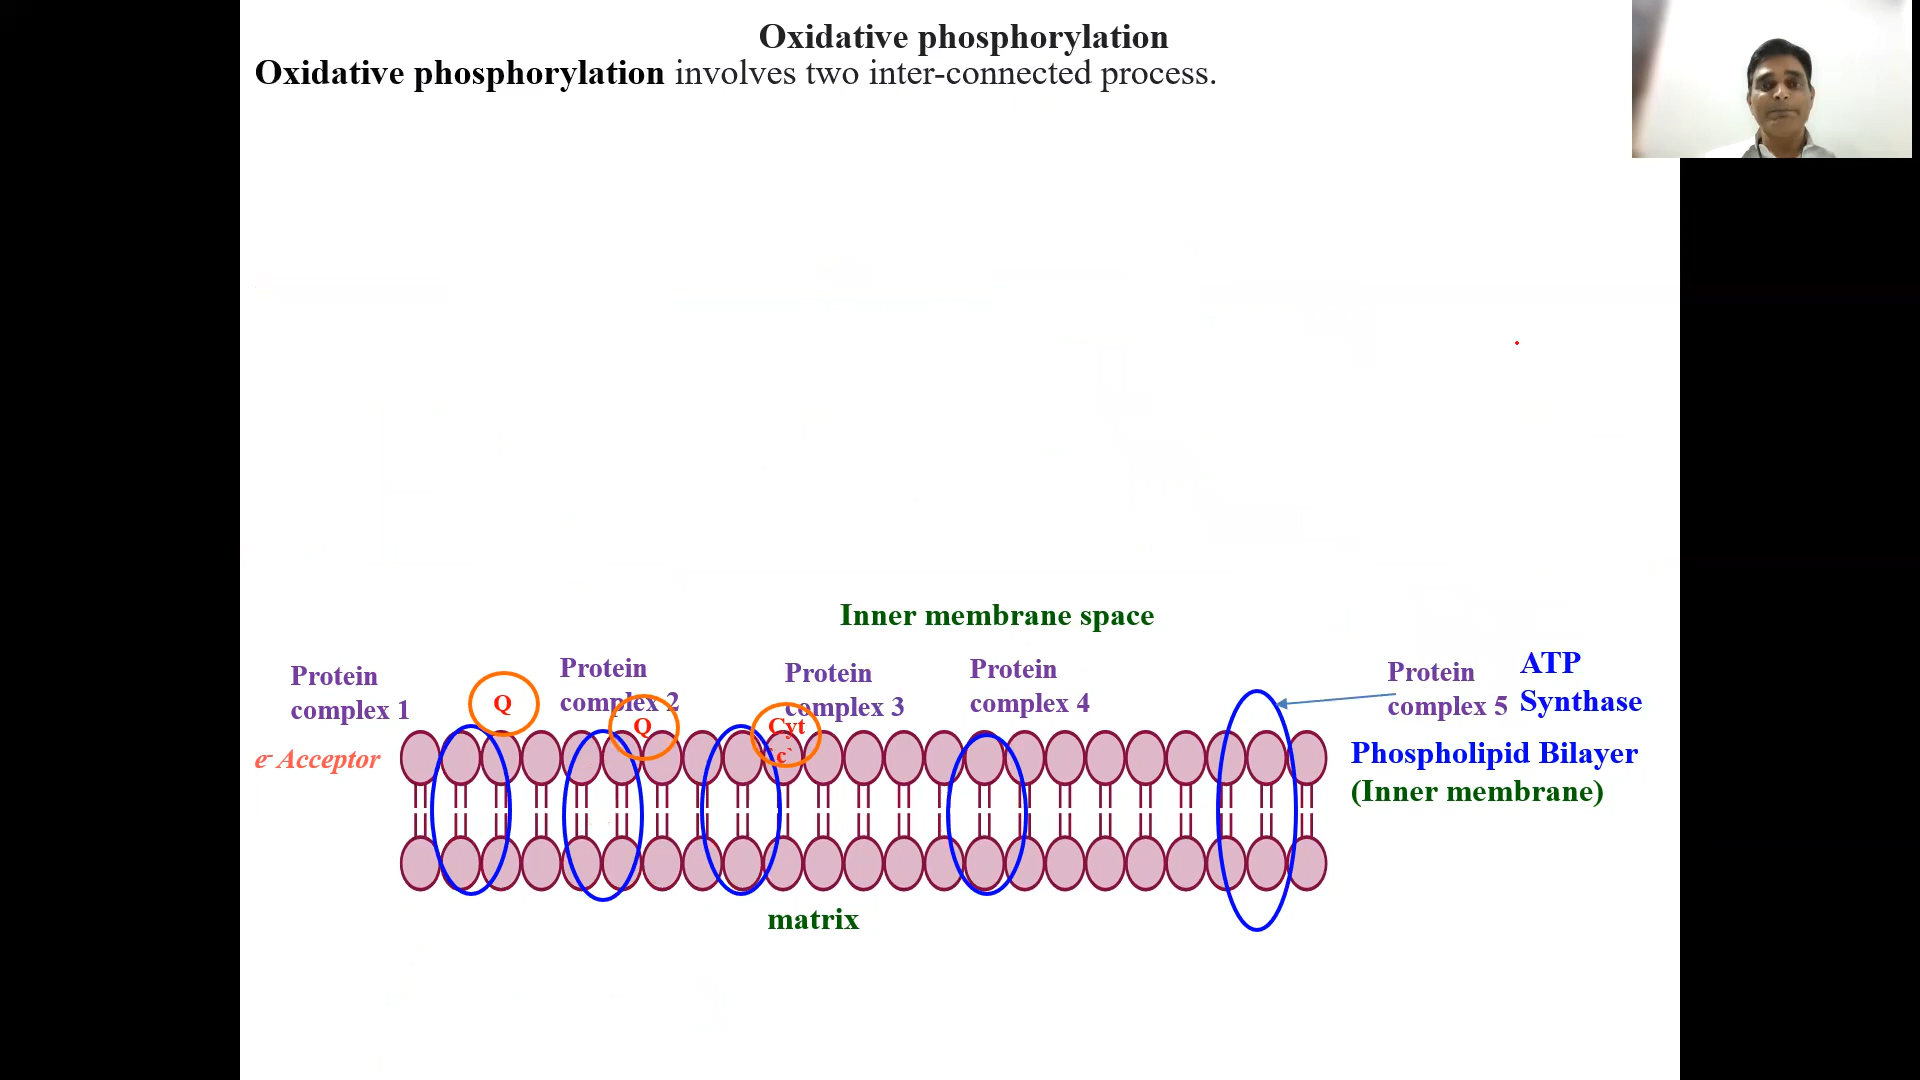 Oxidative phosphorylation
Oxidative phosphorylation involves two inter-connected process.
Inner membrane space
Protein
complex 1
Q
Protein
complex 2
Q
Protein
complex 3
Cyt
c
Protein
complex 4
Protein
complex 5
ATP
Synthase
e- Acceptor
Phospholipid Bilayer
(Inner membrane)
matrix